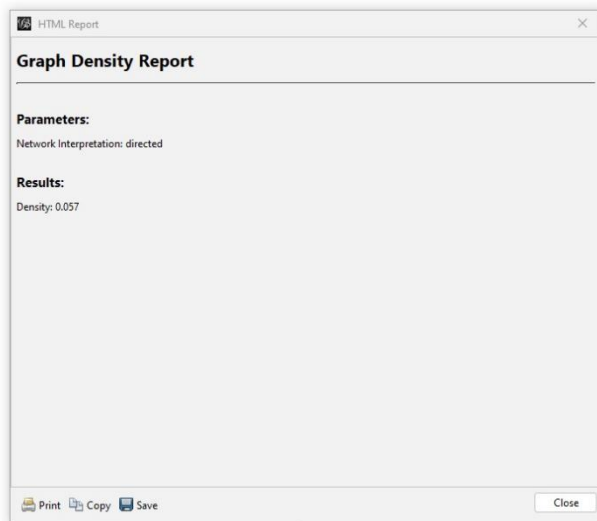 HTML Report
Graph Density Report
Parameters:
Network Interpretation: directed
Results:
Density: 0.057
Print Copy Save Close